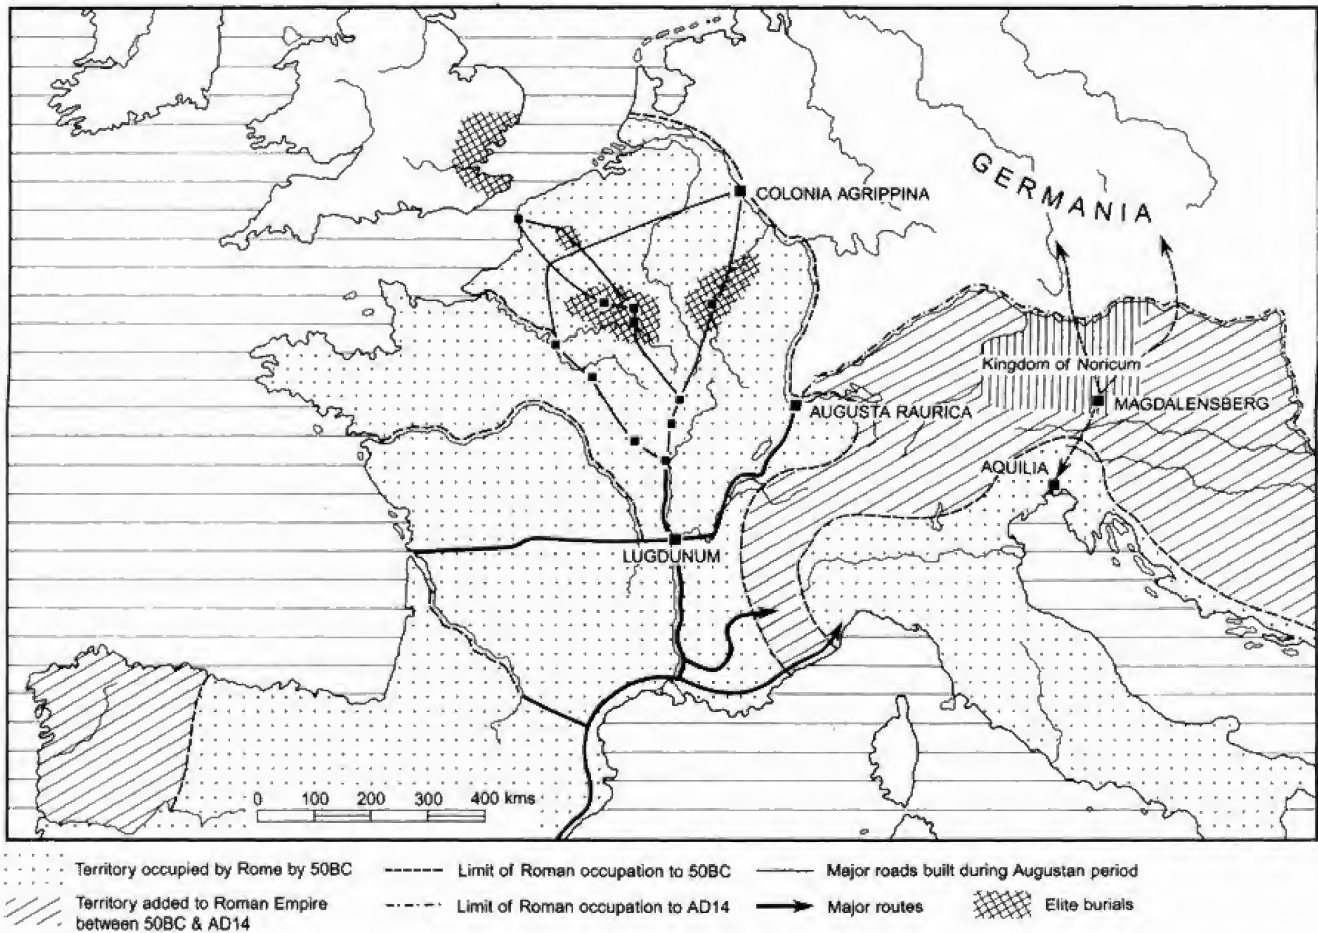 GERMANIA
COLONIA AGRIPPINA
Kingdom of Noricum
AUGUSTA RAURICA
MAGDALENSBERG
AQUILIA
LUGDUNUM
0 100 200 300 400 kms
Territory occupied by Rome by 50BC
Limit of Roman occupation to 50BC
Major roads built during Augustan period
Territory added to Roman Empire
between 50BC & AD14
Limit of Roman occupation to AD14
Major routes
Elite burials